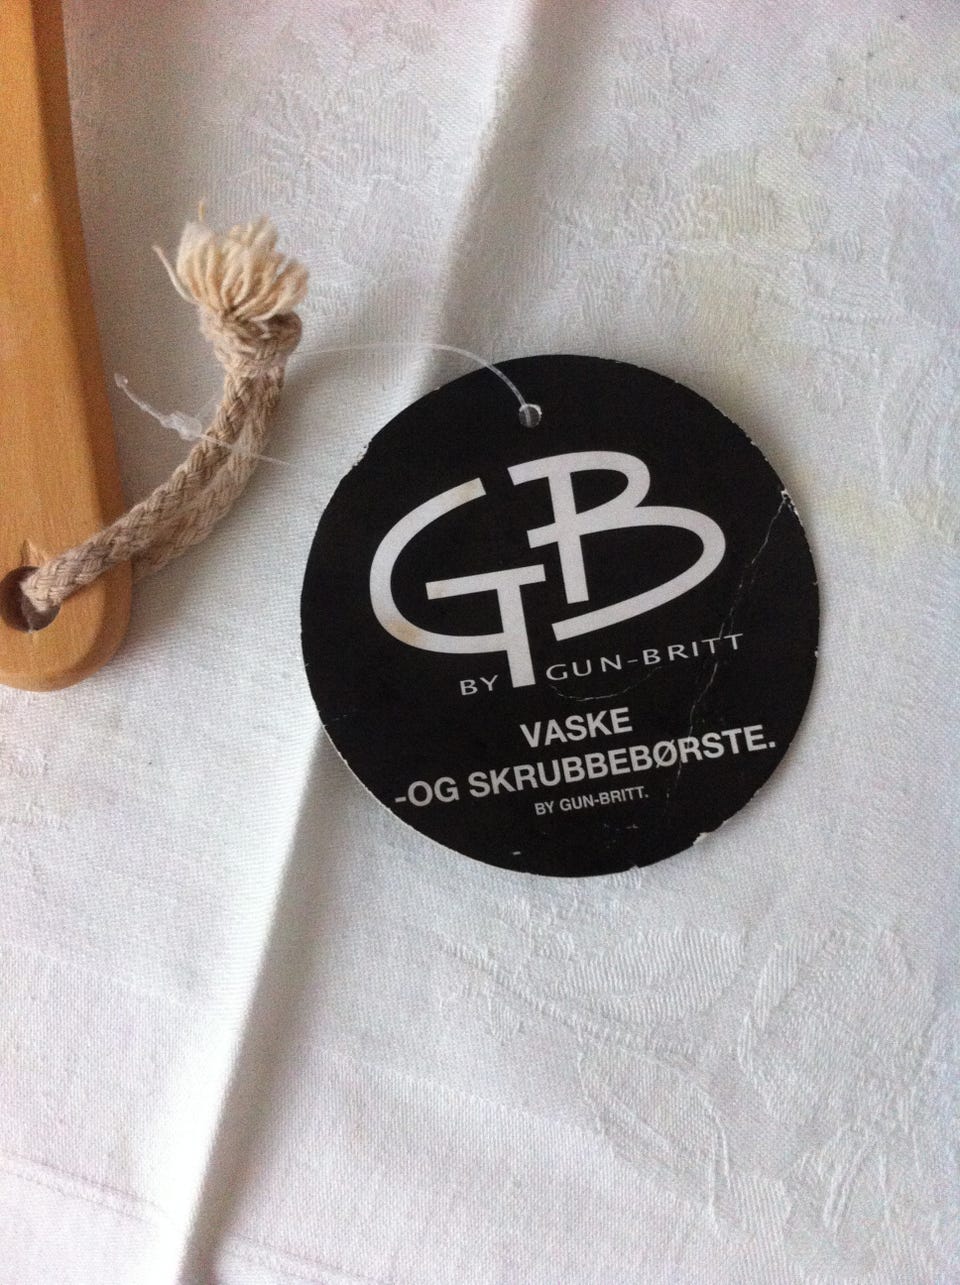 GB
BY GUN-BRITT
VASKE
-OG SKRUBBEBØRSTE.
BY GUN-BRITT.